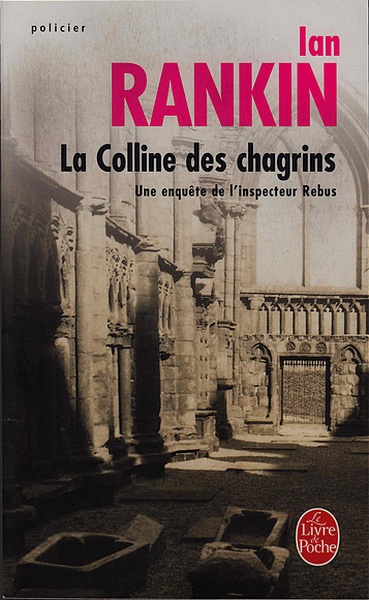 policier
Ian
RANKIN
La Colline des chagrins
Une enquête de l'inspecteur Rebus
Le
Livre
de
Poche